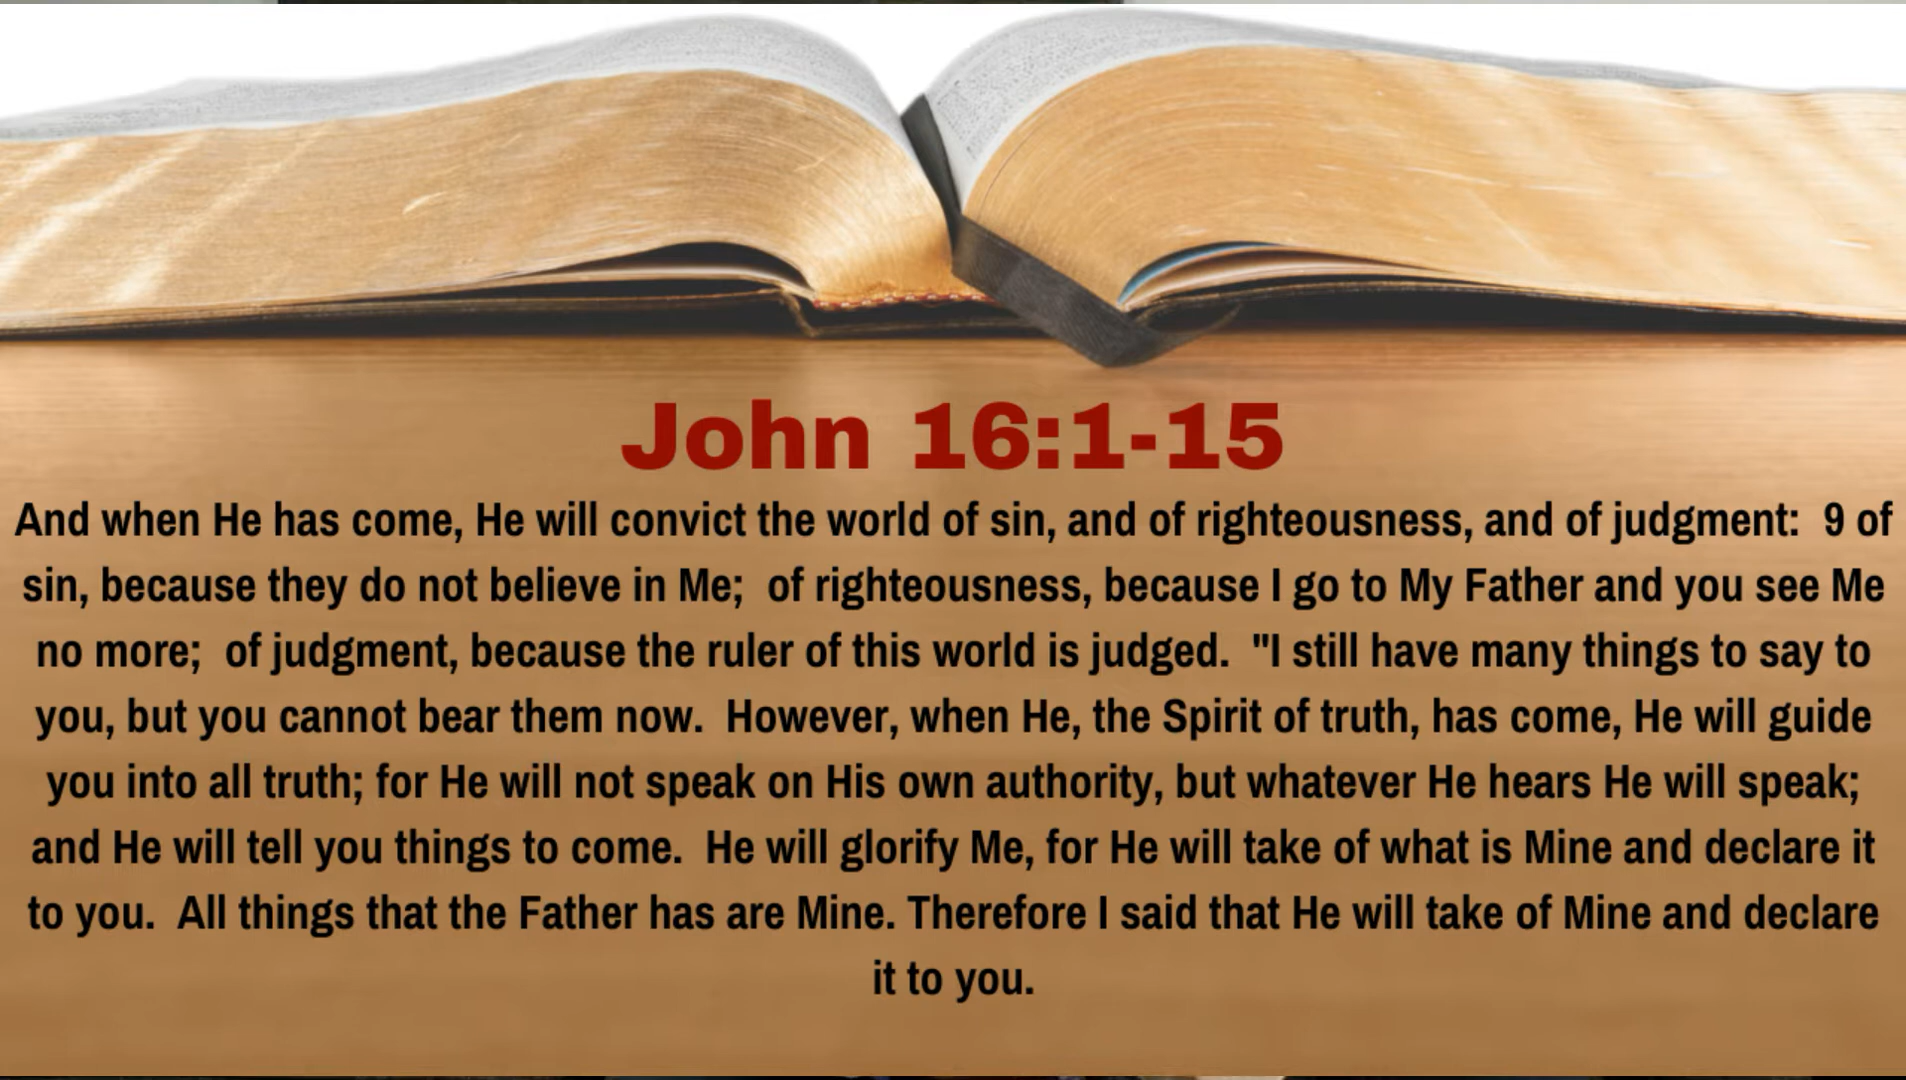 John 16:1-15
And when He has come, He will convict the world of sin, and of righteousness, and of judgment:  9 of
sin, because they do not believe in Me;  of righteousness, because I go to My Father and you see Me
no more;  of judgment, because the ruler of this world is judged.  "I still have many things to say to
you, but you cannot bear them now.  However, when He, the Spirit of truth, has come, He will guide
you into all truth; for He will not speak on His own authority, but whatever He hears He will speak;
and He will tell you things to come.  He will glorify Me, for He will take of what is Mine and declare it
to you.  All things that the Father has are Mine. Therefore I said that He will take of Mine and declare
it to you.